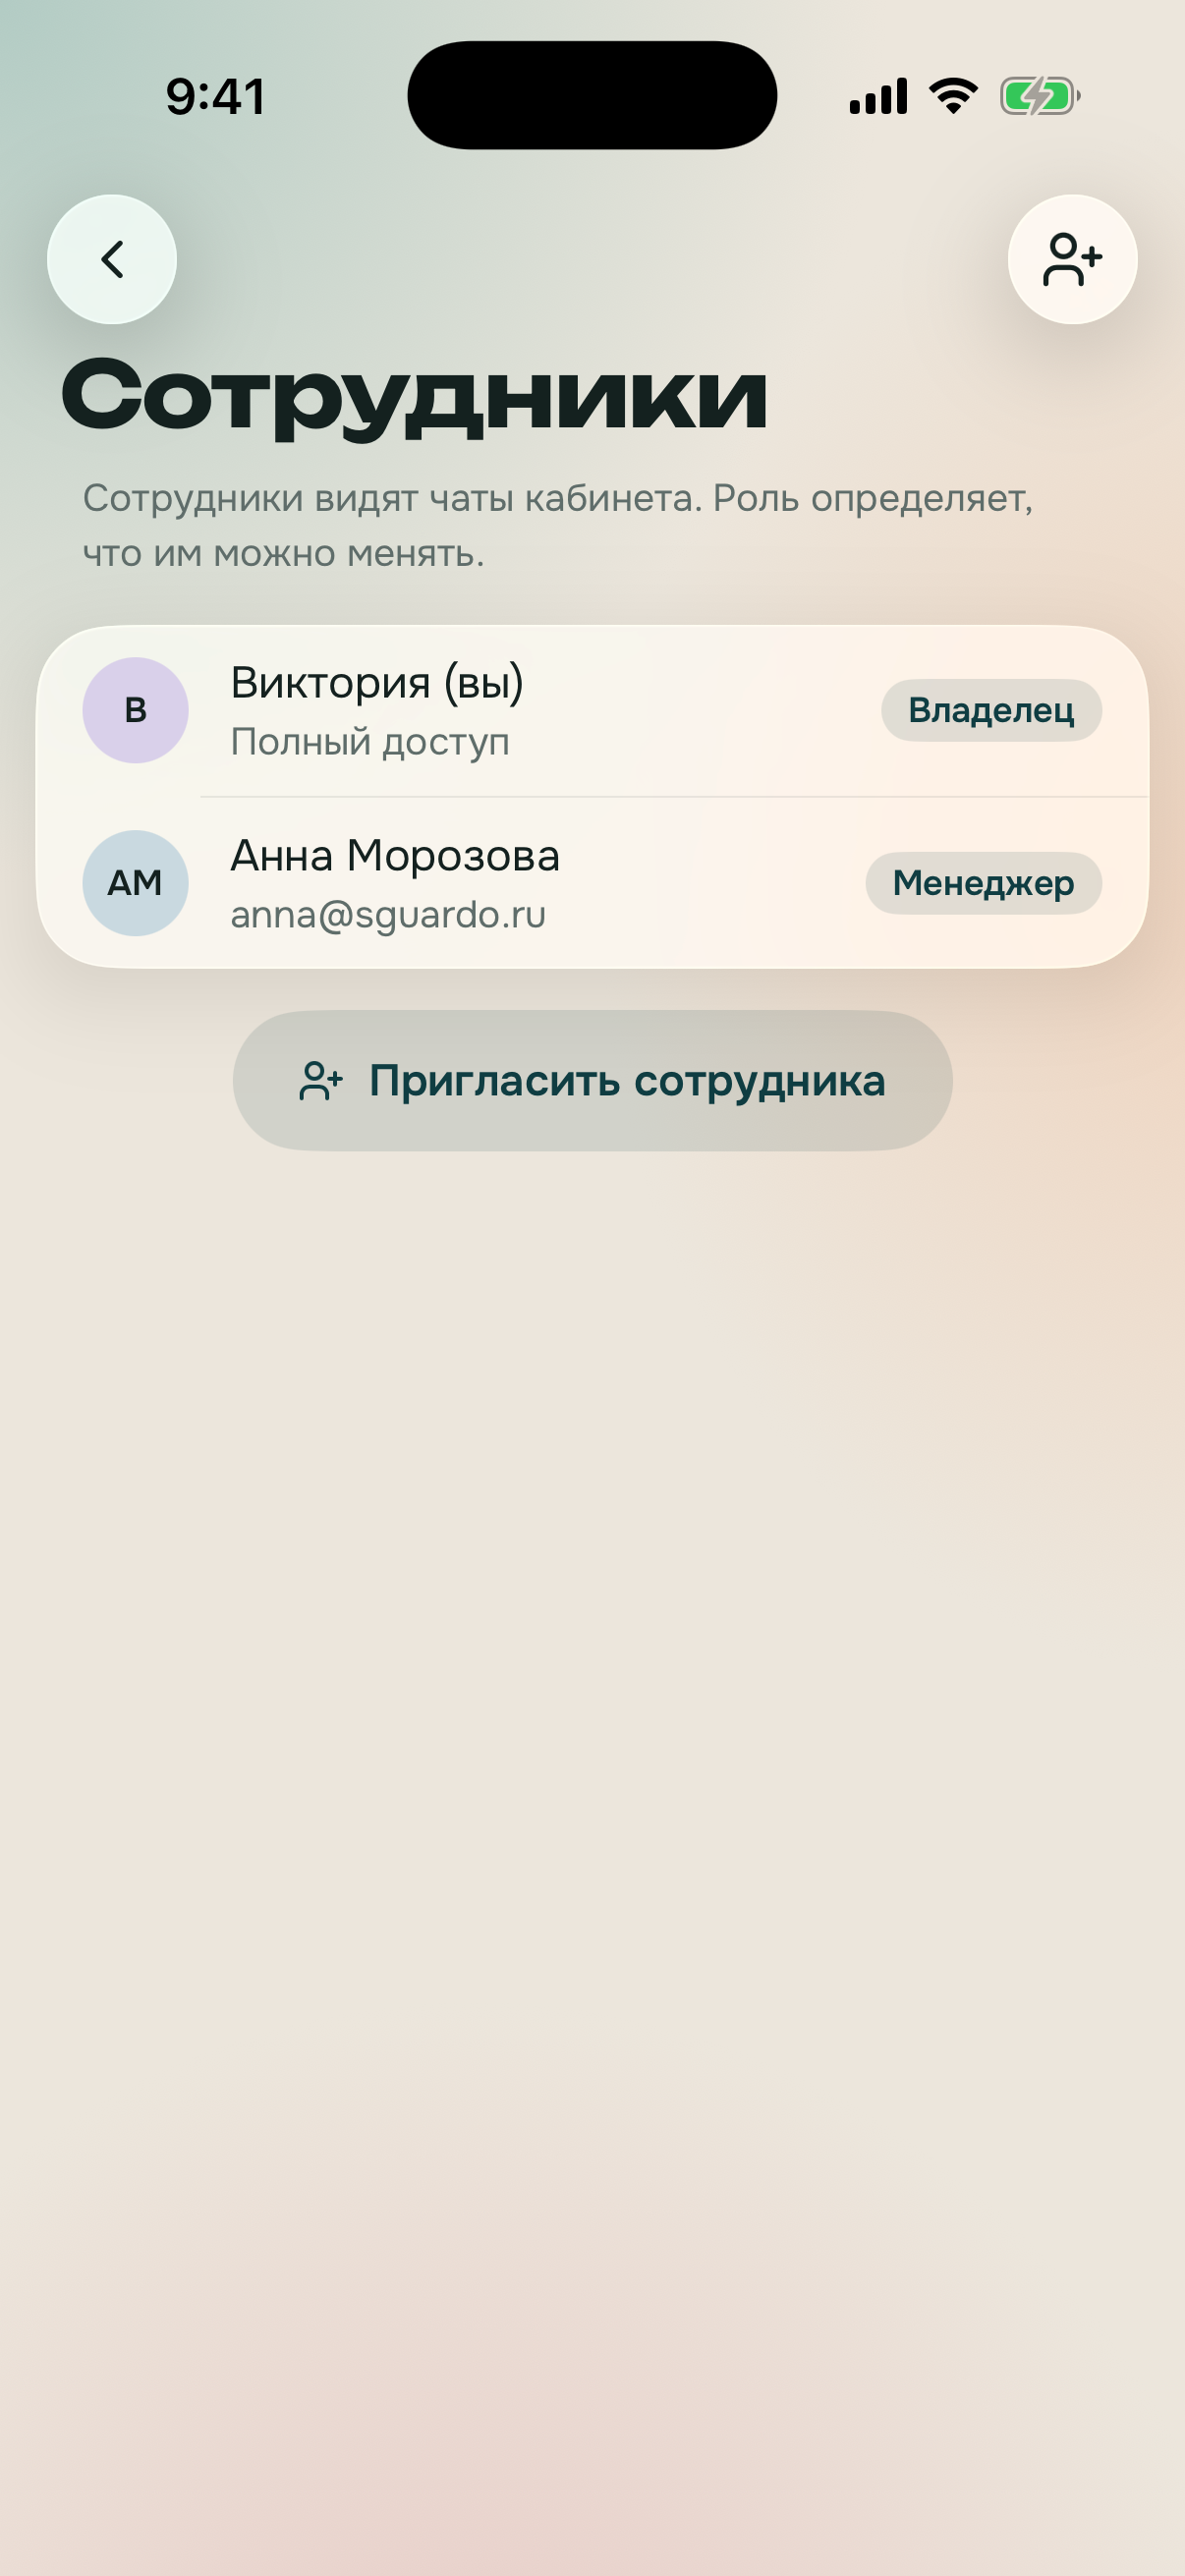 9:41
Сотрудники
Сотрудники видят чаты кабинета. Роль определяет,
что им можно менять.
В
Виктория (вы)
Полный доступ
Владелец
АМ
Анна Морозова
anna@sguardo.ru
Менеджер
Пригласить сотрудника